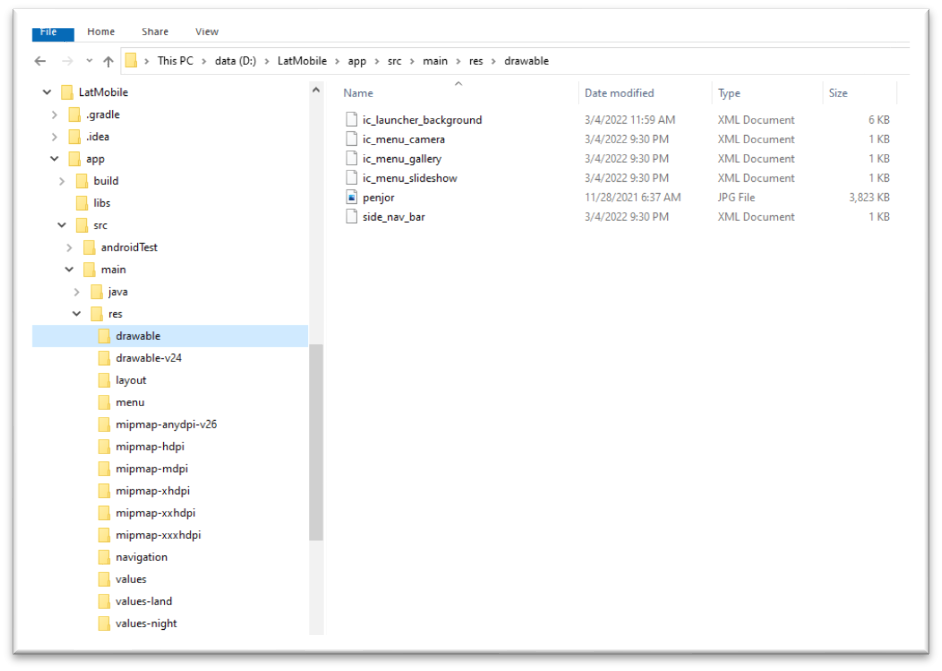 File Home Share View
This PC > data (D:) > LatMobile > app > src > main > res > drawable
LatMobile
.gradle
.idea
app
build
libs
src
androidTest
main
java
res
drawable
drawable-v24
layout
menu
mipmap-anydpi-v26
mipmap-hdpi
mipmap-mdpi
mipmap-xhdpi
mipmap-xxhdpi
mipmap-xxxhdpi
navigation
values
values-land
values-night
Name Date modified Type Size
ic_launcher_background 3/4/2022 11:59 AM XML Document 6 KB
ic_menu_camera 3/4/2022 9:30 PM XML Document 1 KB
ic_menu_gallery 3/4/2022 9:30 PM XML Document 1 KB
ic_menu_slideshow 3/4/2022 9:30 PM XML Document 1 KB
penjor 11/28/2021 6:37 AM JPG File 3,823 KB
side_nav_bar 3/4/2022 9:30 PM XML Document 1 KB